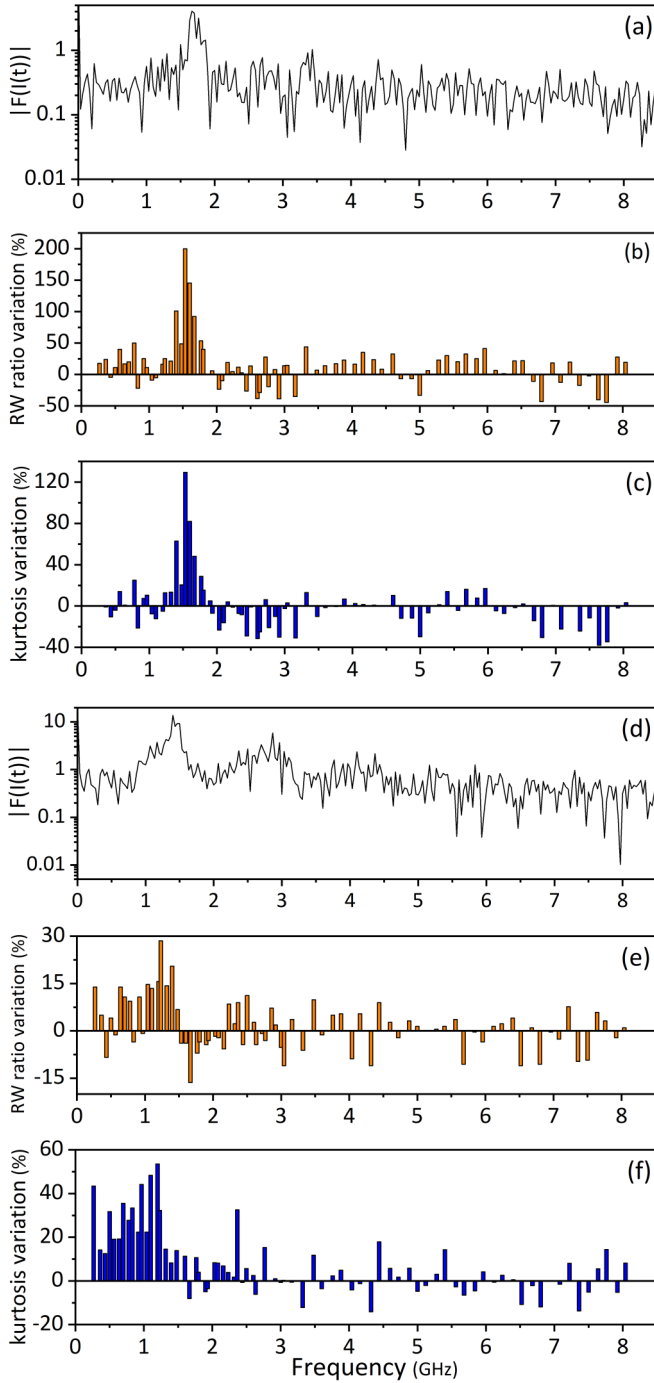 (a)
|F(I(t))|
1
0.1
0.01
0 1 2 3 4 5 6 7 8
(b)
RW ratio variation (%)
200
150
100
50
0
-50
0 1 2 3 4 5 6 7 8
(c)
kurtosis variation (%)
120
80
40
0
-40
0 1 2 3 4 5 6 7 8
(d)
|F(I(t))|
10
1
0.1
0.01
0 1 2 3 4 5 6 7 8
(e)
RW ratio variation (%)
30
15
0
-15
0 1 2 3 4 5 6 7 8
(f)
kurtosis variation (%)
60
40
20
0
-20
0 1 2 3 4 5 6 7 8
Frequency (GHz)